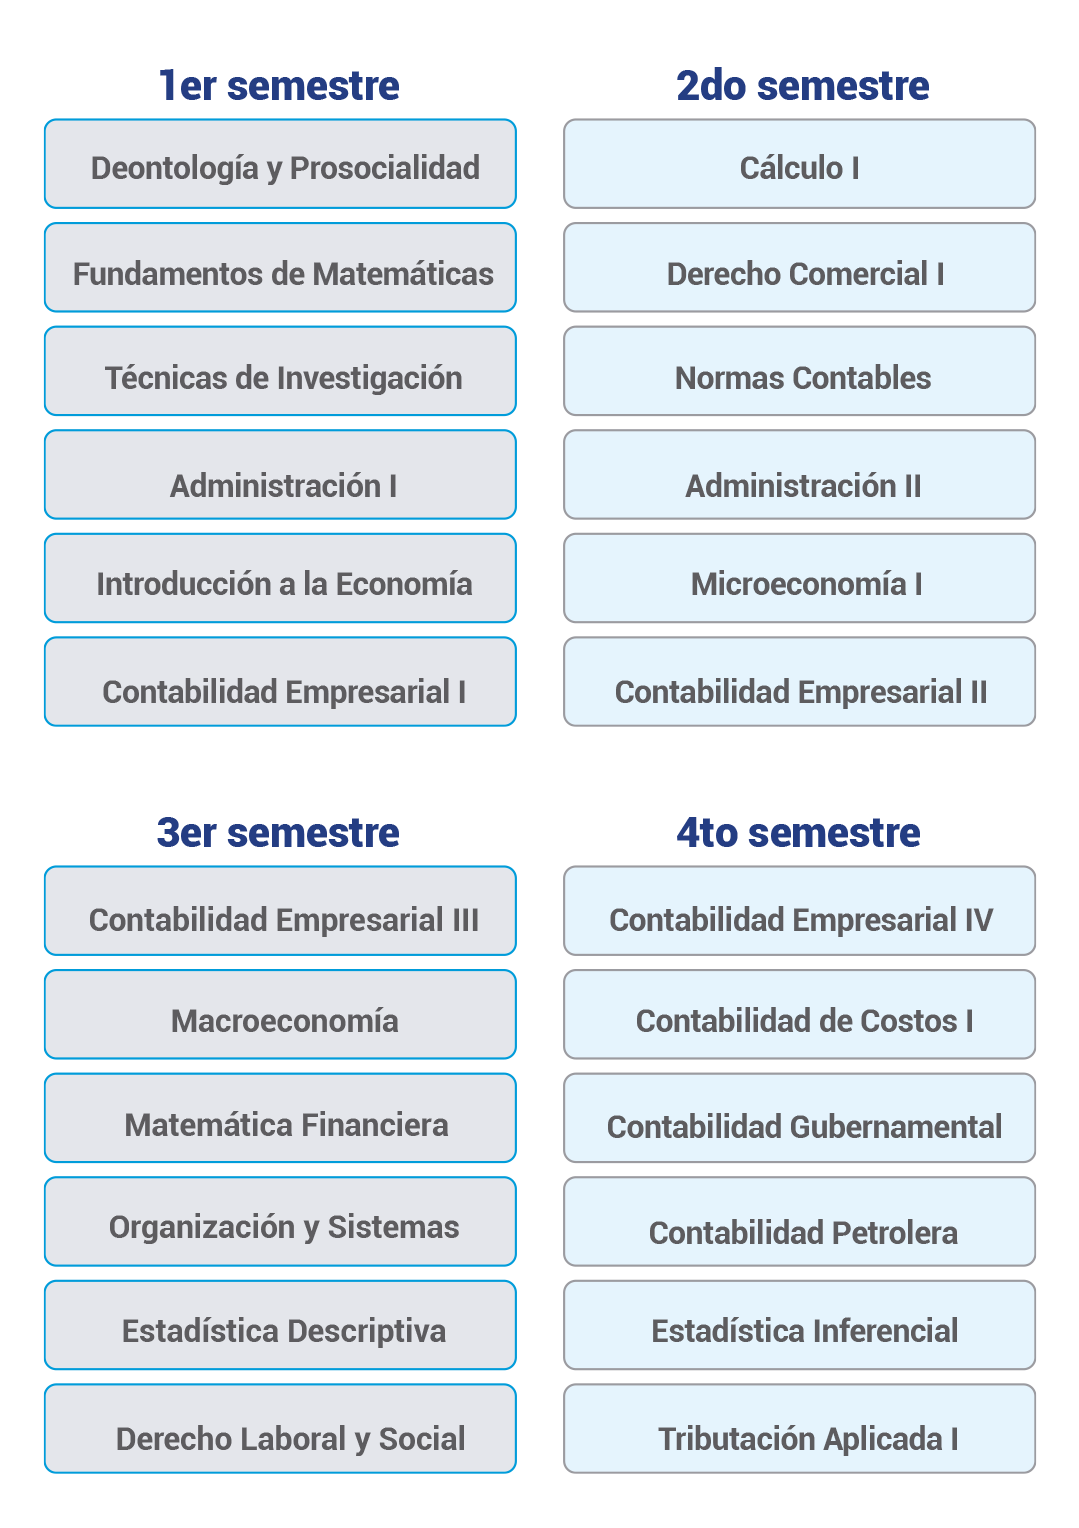 1er semestre
Deontología y Prosocialidad
Fundamentos de Matemáticas
Técnicas de Investigación
Administración I
Introducción a la Economía
Contabilidad Empresarial I
2do semestre
Cálculo I
Derecho Comercial I
Normas Contables
Administración II
Microeconomía I
Contabilidad Empresarial II
3er semestre
Contabilidad Empresarial III
Macroeconomía
Matemática Financiera
Organización y Sistemas
Estadística Descriptiva
Derecho Laboral y Social
4to semestre
Contabilidad Empresarial IV
Contabilidad de Costos I
Contabilidad Gubernamental
Contabilidad Petrolera
Estadística Inferencial
Tributación Aplicada I